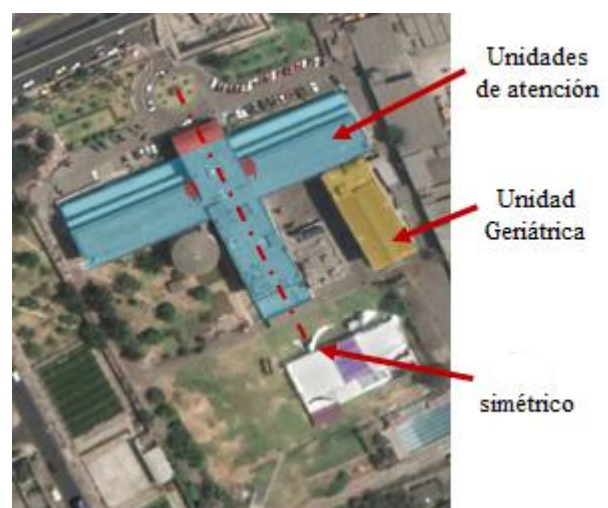 Unidades
de atención
Unidad
Geriátrica
simétrico